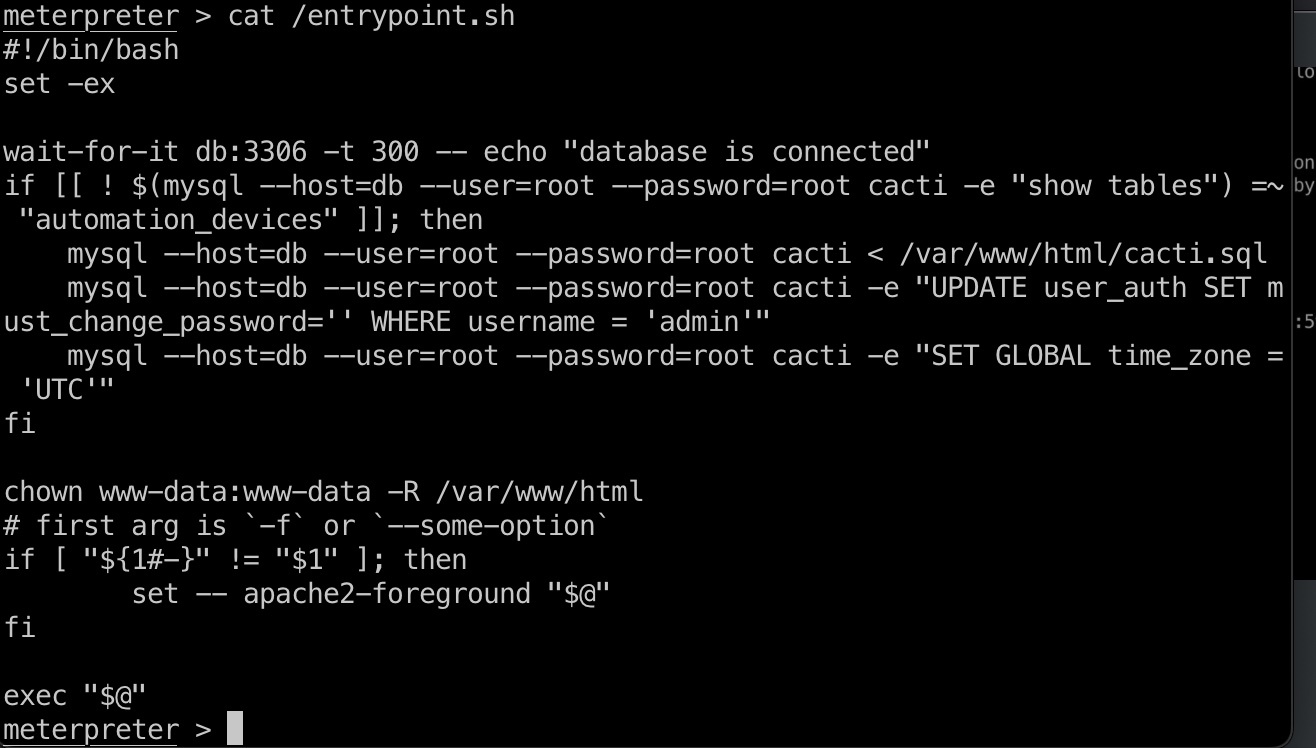 meterpreter > cat /entrypoint.sh
#!/bin/bash
set -ex

wait-for-it db:3306 -t 300 -- echo "database is connected"
if [[ ! $(mysql --host=db --user=root --password=root cacti -e "show tables") =~
 "automation_devices" ]]; then
    mysql --host=db --user=root --password=root cacti < /var/www/html/cacti.sql
    mysql --host=db --user=root --password=root cacti -e "UPDATE user_auth SET m
ust_change_password='' WHERE username = 'admin'"
    mysql --host=db --user=root --password=root cacti -e "SET GLOBAL time_zone =
 'UTC'"
fi

chown www-data:www-data -R /var/www/html
# first arg is `-f` or `--some-option`
if [ "${1#-}" != "$1" ]; then
        set -- apache2-foreground "$@"
fi

exec "$@"
meterpreter >
lo
on
by
:5